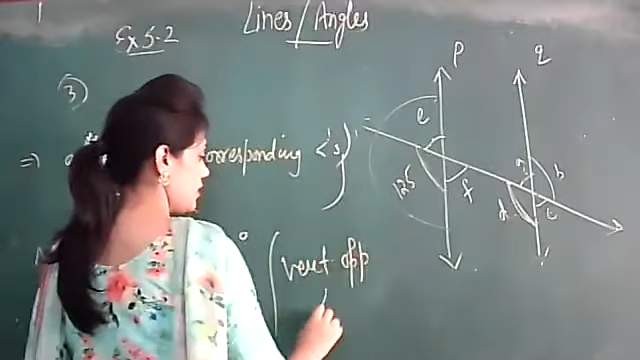 Lines / Angles
Ex 5.2
3)
P
q
e
⇒
corresponding <'s)
a
b
125
f
d
c
(vert opp